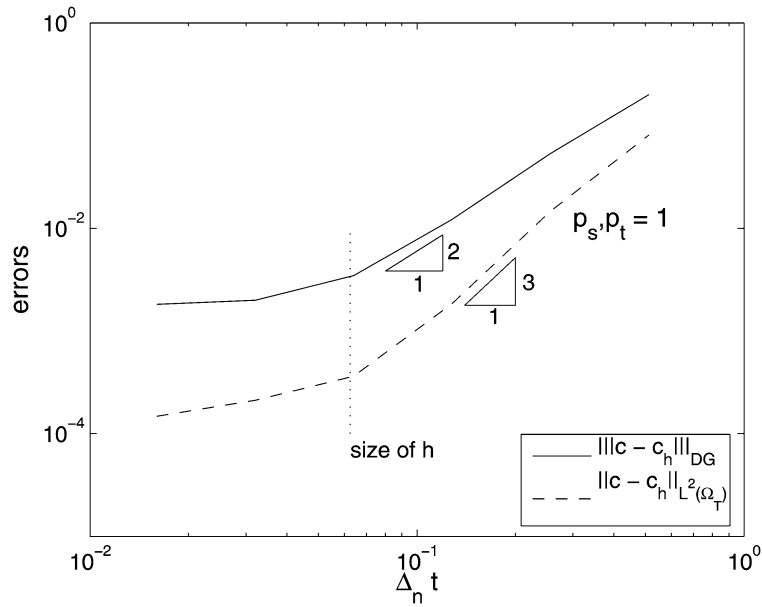 10^0
10^-2
10^-4
errors
2
1
p_s,p_t = 1
3
1
size of h
|||c − c_h|||_DG
||c − c_h||_L^2(Ω_T)
10^-2
10^-1
10^0
Δ_n t